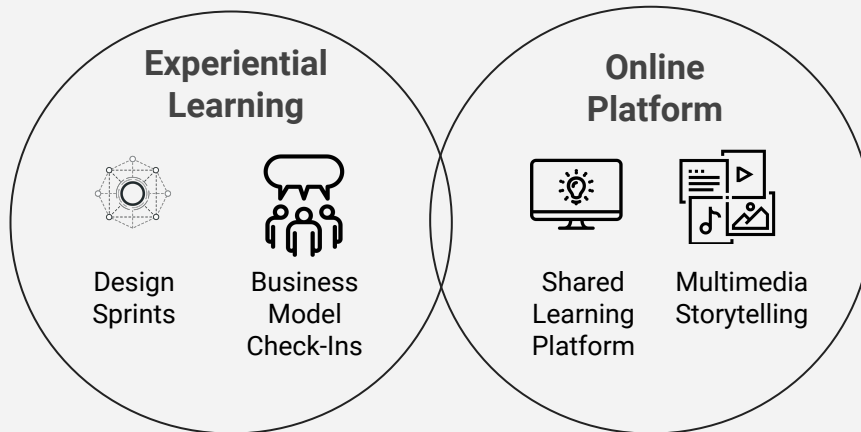 Experiential
Learning
Online
Platform
Design
Sprints
Business
Model
Check-Ins
Shared
Learning
Platform
Multimedia
Storytelling